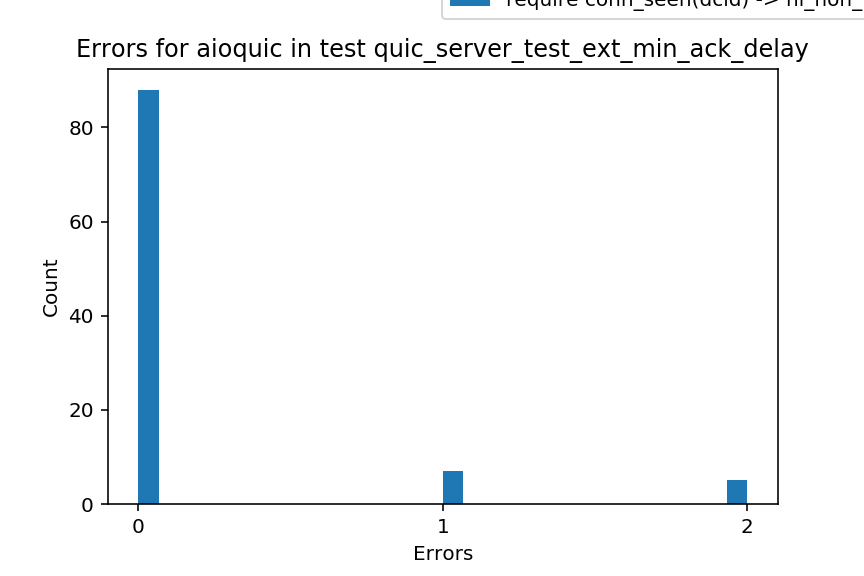 require conn_seen(dcid) -> hi_non_
Errors for aioquic in test quic_server_test_ext_min_ack_delay
80
60
40
20
0
Count
0 1 2
Errors